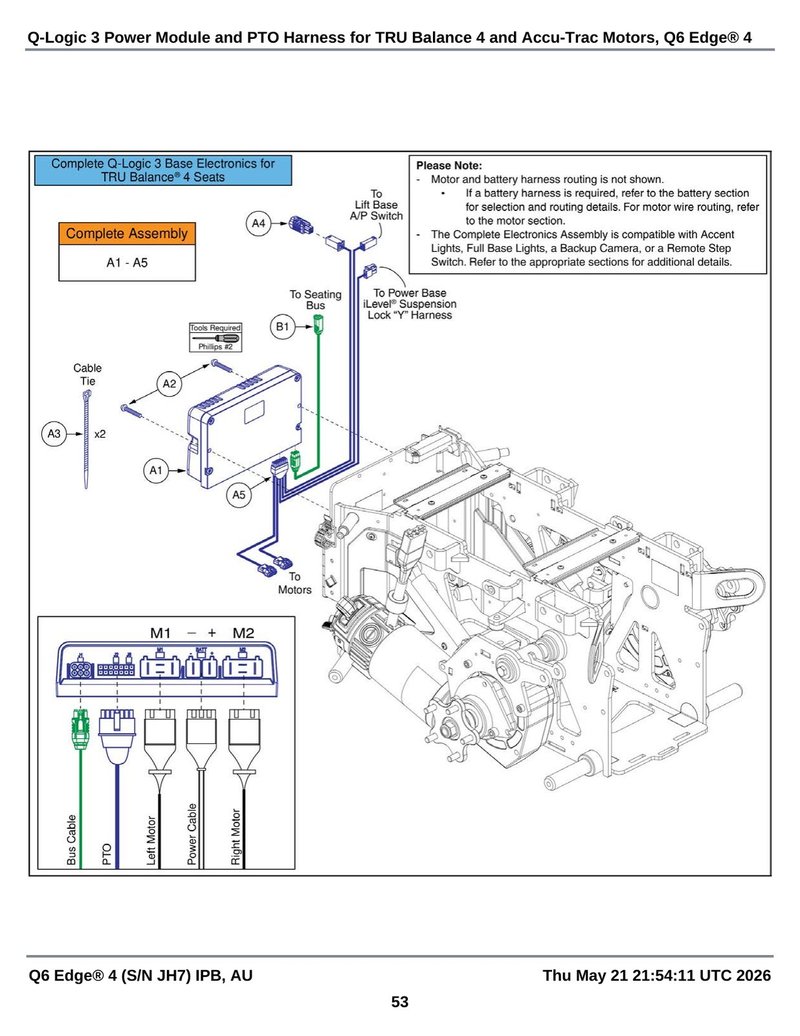 Q-Logic 3 Power Module and PTO Harness for TRU Balance 4 and Accu-Trac Motors, Q6 Edge® 4
Complete Q-Logic 3 Base Electronics for
TRU Balance® 4 Seats
Please Note:
- Motor and battery harness routing is not shown.
• If a battery harness is required, refer to the battery section
for selection and routing details. For motor wire routing, refer
to the motor section.
- The Complete Electronics Assembly is compatible with Accent
Lights, Full Base Lights, a Backup Camera, or a Remote Step
Switch. Refer to the appropriate sections for additional details.
Complete Assembly
A1 - A5
A4
To
Lift Base
A/P Switch
To Power Base
iLevel® Suspension
Lock “Y” Harness
To Seating
Bus
B1
Tools Required
Phillips #2
Cable
Tie
A2
A3
x2
A1
A5
To
Motors
M1 – + M2
M1
BATT
M2
Bus Cable
PTO
Left Motor
Power Cable
Right Motor
Q6 Edge® 4 (S/N JH7) IPB, AU
Thu May 21 21:54:11 UTC 2026
53